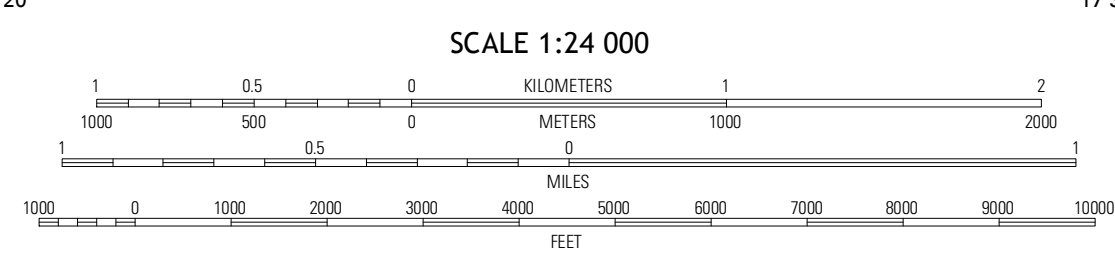 20
SCALE 1:24 000
1 0.5 0 KILOMETERS 1 2
1000 500 0 METERS 1000 2000
1 0.5 0 1
MILES
1000 0 1000 2000 3000 4000 5000 6000 7000 8000 9000 10000
FEET